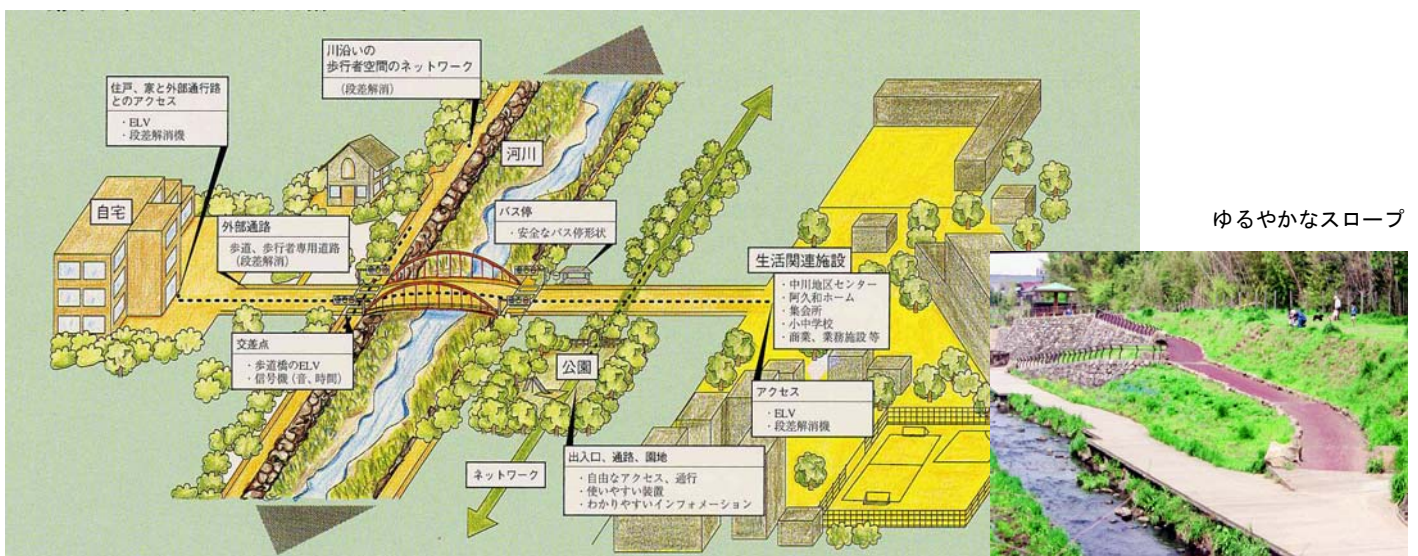 川沿いの
歩行者空間のネットワーク
(段差解消)
住戸、家と外部通行路
とのアクセス
・ELV
・段差解消機
河川
自宅
外部通路
歩道、歩行者専用道路
(段差解消)
バス停
・安全なバス停形状
ゆるやかなスロープ
生活関連施設
・中川地区センター
・阿久和ホーム
・集会所
・小中学校
・商業、業務施設 等
交差点
・歩道橋のELV
・信号機(音、時間)
公園
アクセス
・ELV
・段差解消機
ネットワーク
出入口、通路、園地
・自由なアクセス、通行
・使いやすい装置
・わかりやすいインフォメーション